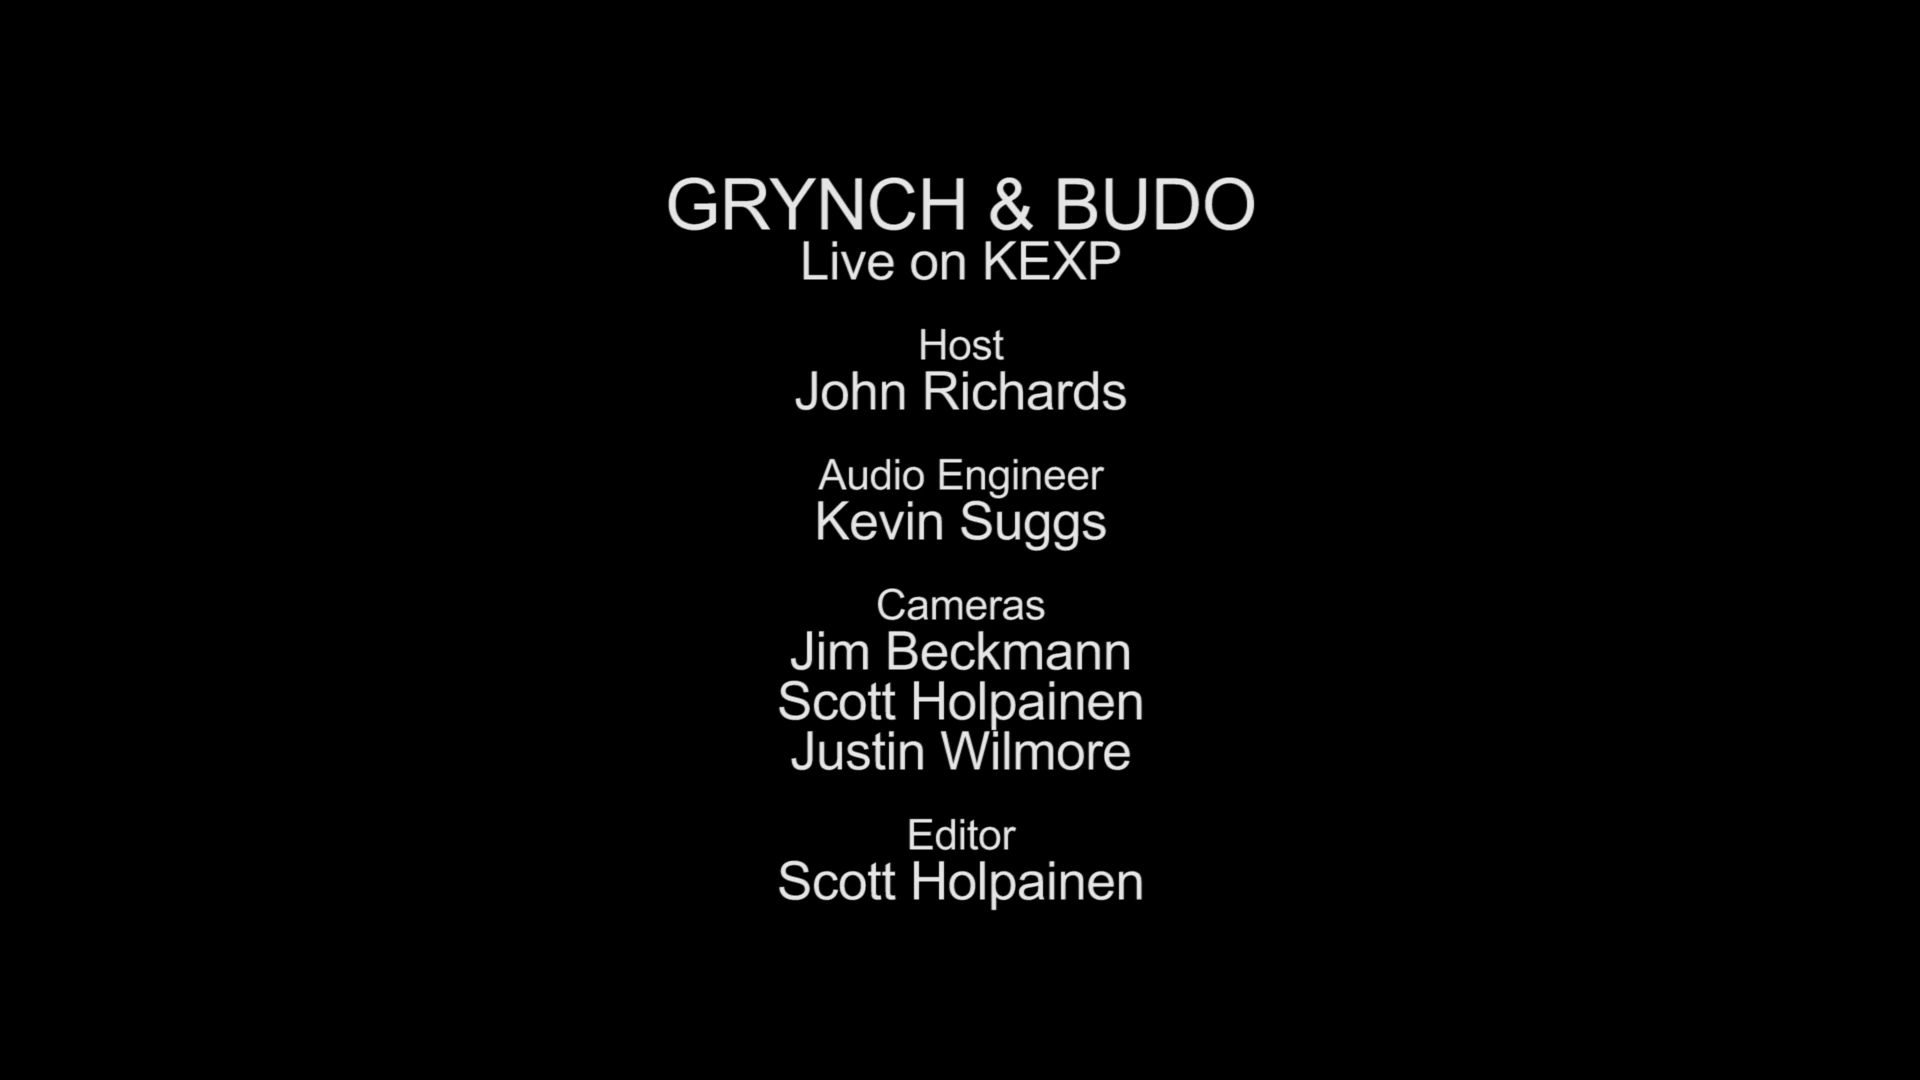 GRYNCH & BUDO
Live on KEXP
Host
John Richards
Audio Engineer
Kevin Suggs
Cameras
Jim Beckmann
Scott Holpainen
Justin Wilmore
Editor
Scott Holpainen